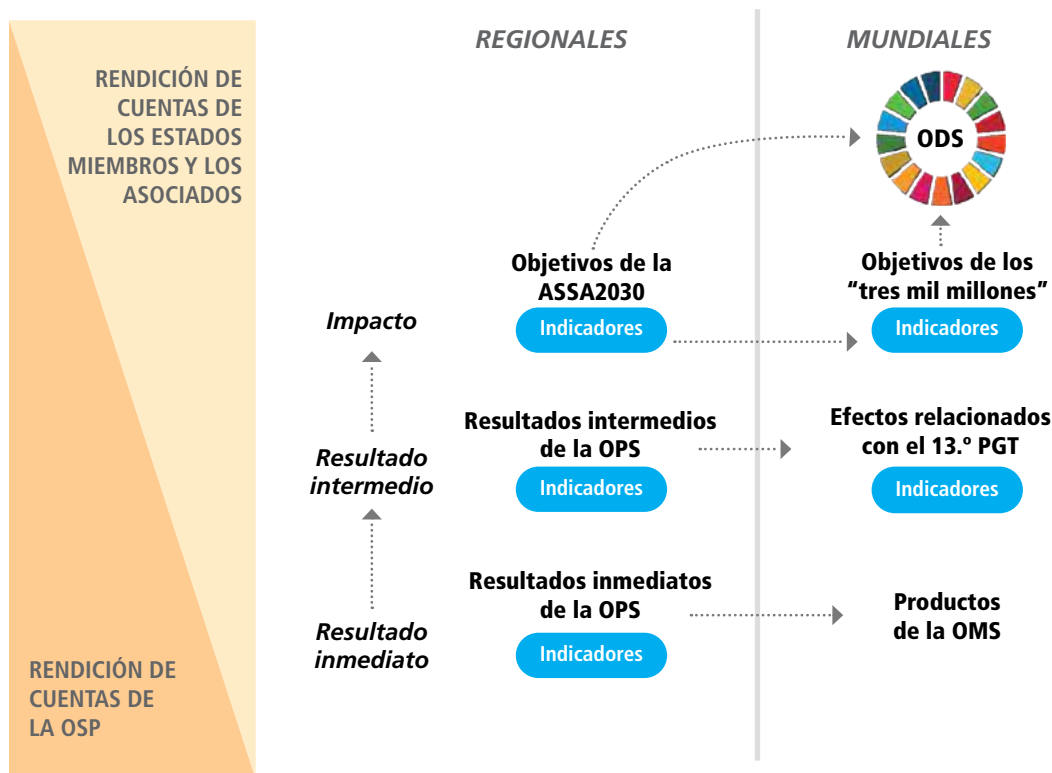 RENDICIÓN DE
CUENTAS DE
LOS ESTADOS
MIEMBROS Y LOS
ASOCIADOS
RENDICIÓN DE
CUENTAS DE
LA OSP
REGIONALES
MUNDIALES
ODS
Impacto
Objetivos de la
ASSA2030
Indicadores
Objetivos de los
“tres mil millones”
Indicadores
Resultado
intermedio
Resultados intermedios
de la OPS
Indicadores
Efectos relacionados
con el 13.º PGT
Indicadores
Resultado
inmediato
Resultados inmediatos
de la OPS
Indicadores
Productos
de la OMS